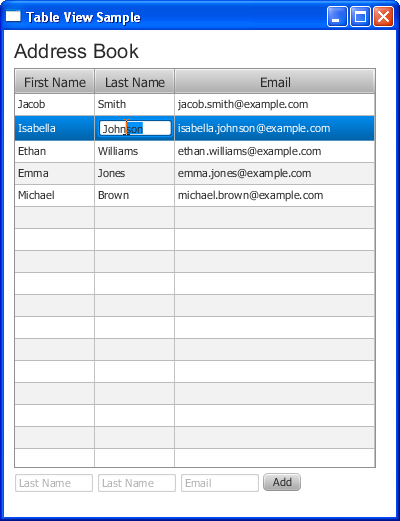 Table View Sample
Address Book
First Name Last Name Email
Jacob Smith jacob.smith@example.com
Isabella Johnson isabella.johnson@example.com
Ethan Williams ethan.williams@example.com
Emma Jones emma.jones@example.com
Michael Brown michael.brown@example.com
Last Name Last Name Email Add